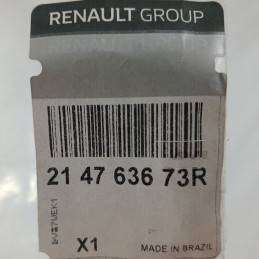 RENAULT GROUP
21 47 636 73R
X1
MADE IN BRAZIL